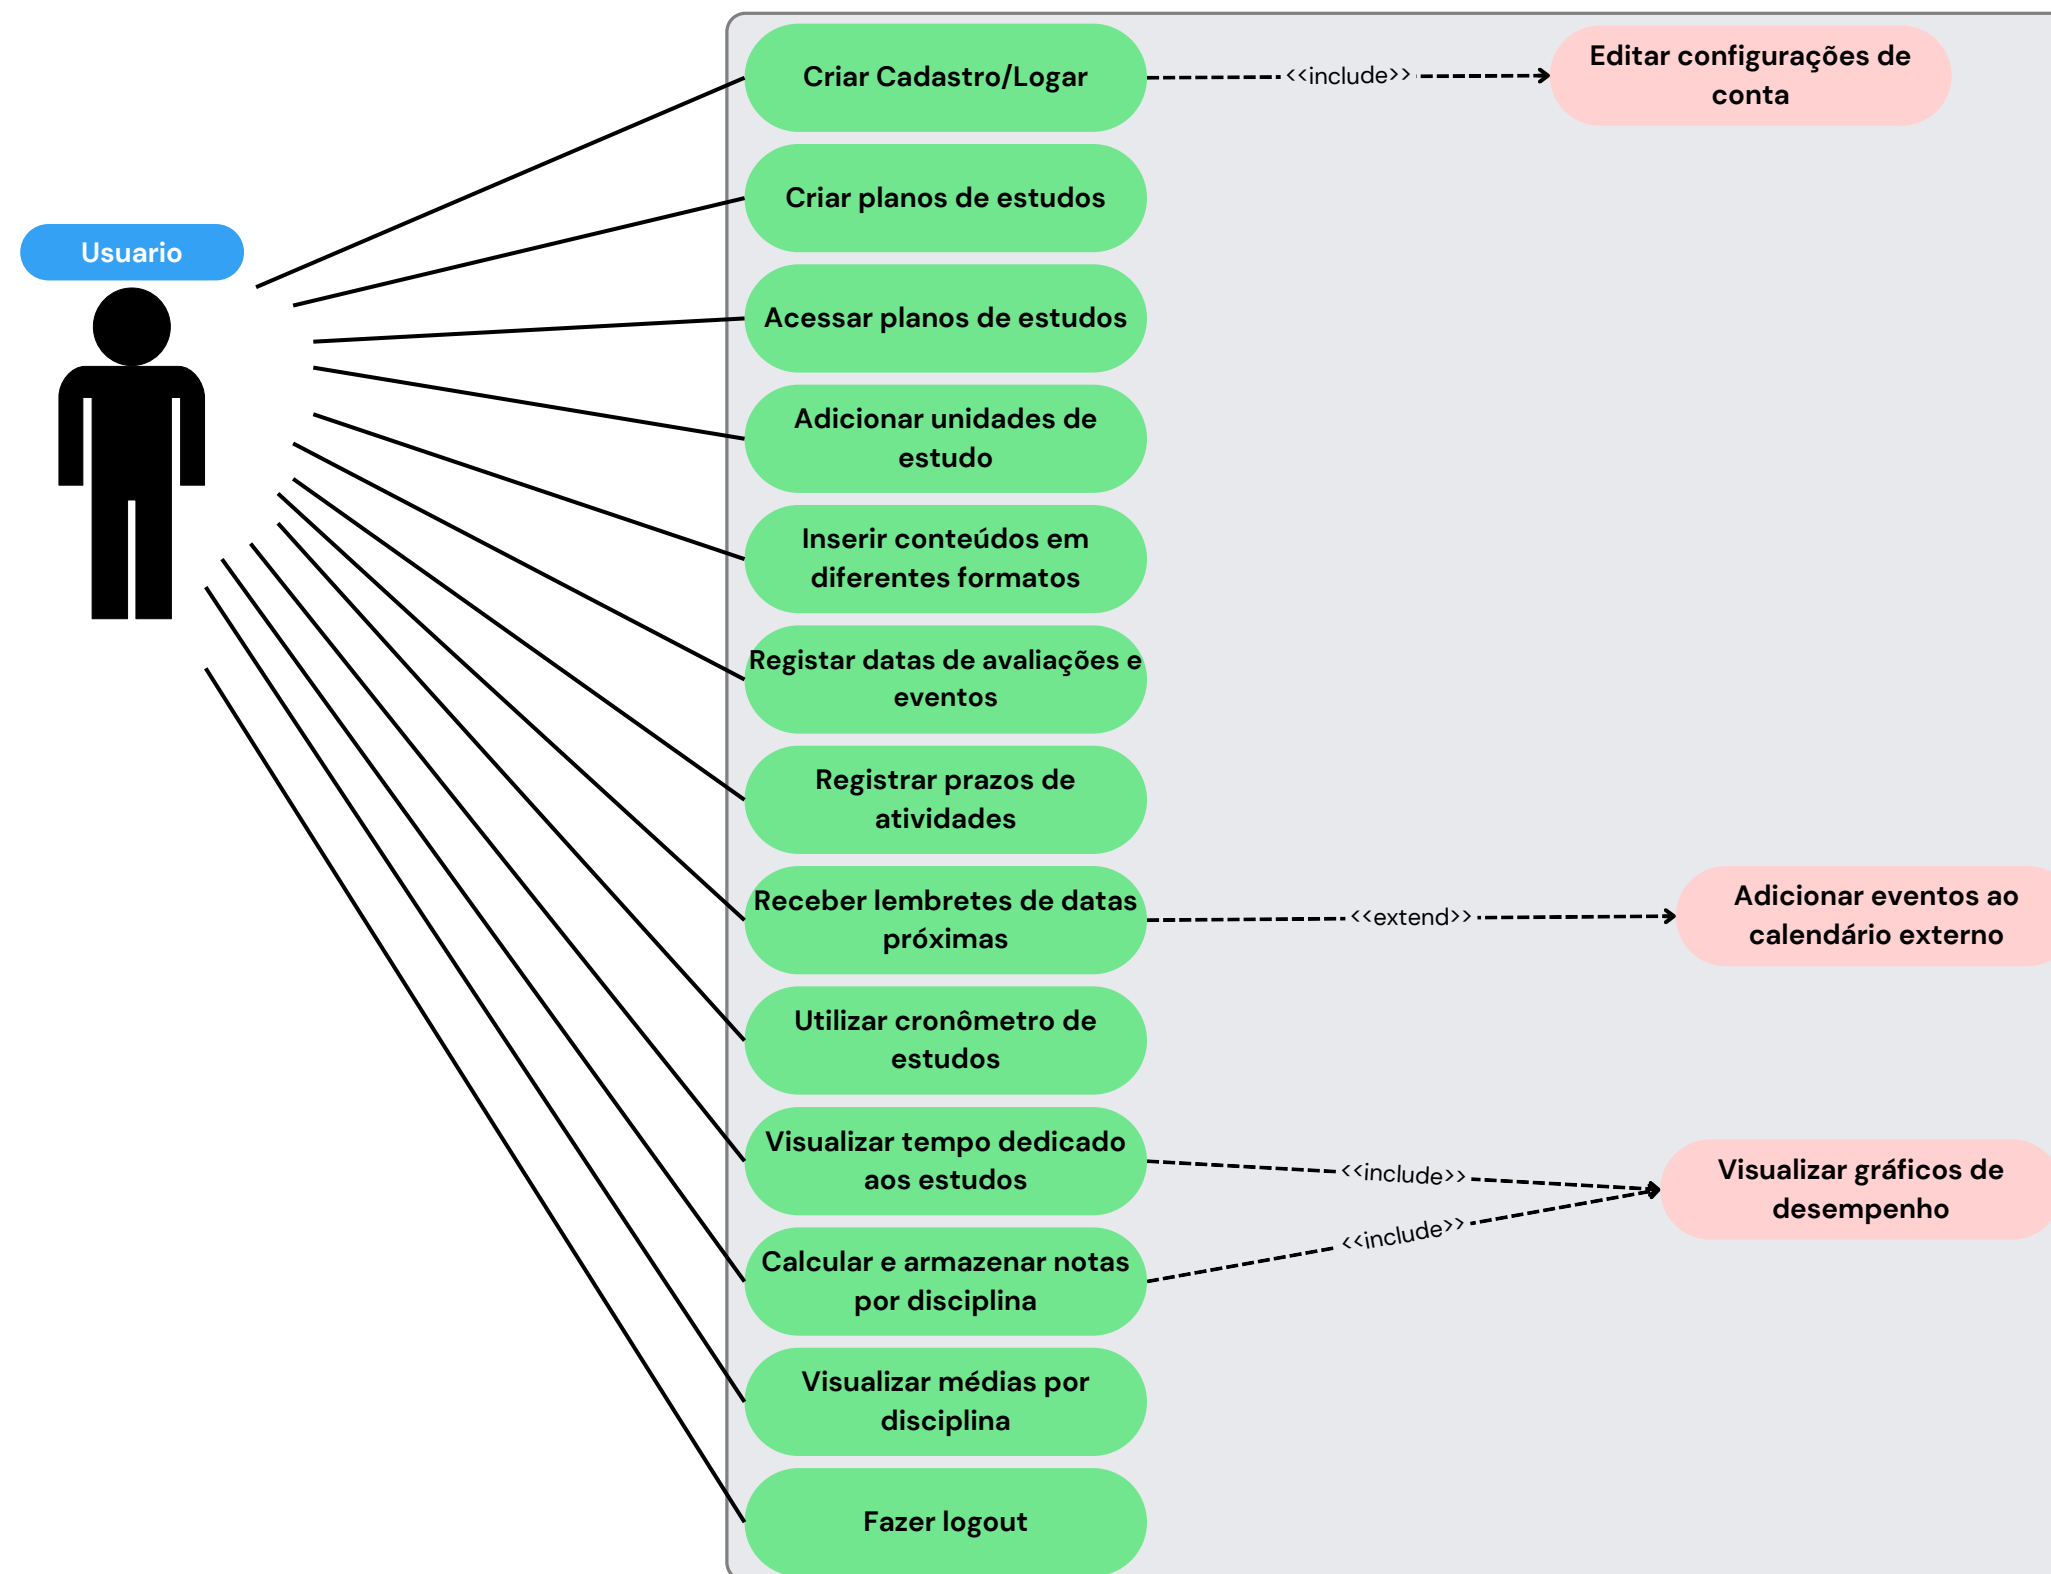 Criar Cadastro/Logar
<<include>>
Editar configurações de
conta
Criar planos de estudos
Usuario
Acessar planos de estudos
Adicionar unidades de
estudo
Inserir conteúdos em
diferentes formatos
Registar datas de avaliações e
eventos
Registrar prazos de
atividades
Receber lembretes de datas
próximas
<<extend>>
Adicionar eventos ao
calendário externo
Utilizar cronômetro de
estudos
Visualizar tempo dedicado
aos estudos
<<include>>
Visualizar gráficos de
desempenho
<<include>>
Calcular e armazenar notas
por disciplina
Visualizar médias por
disciplina
Fazer logout